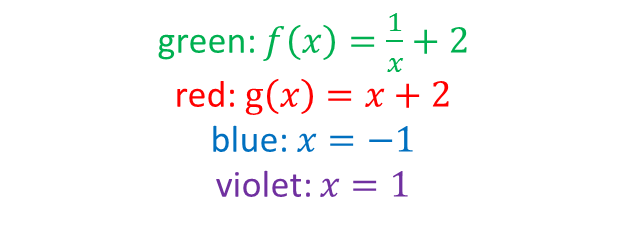 green: f(x) = 1/x + 2
red: g(x) = x + 2
blue: x = −1
violet: x = 1